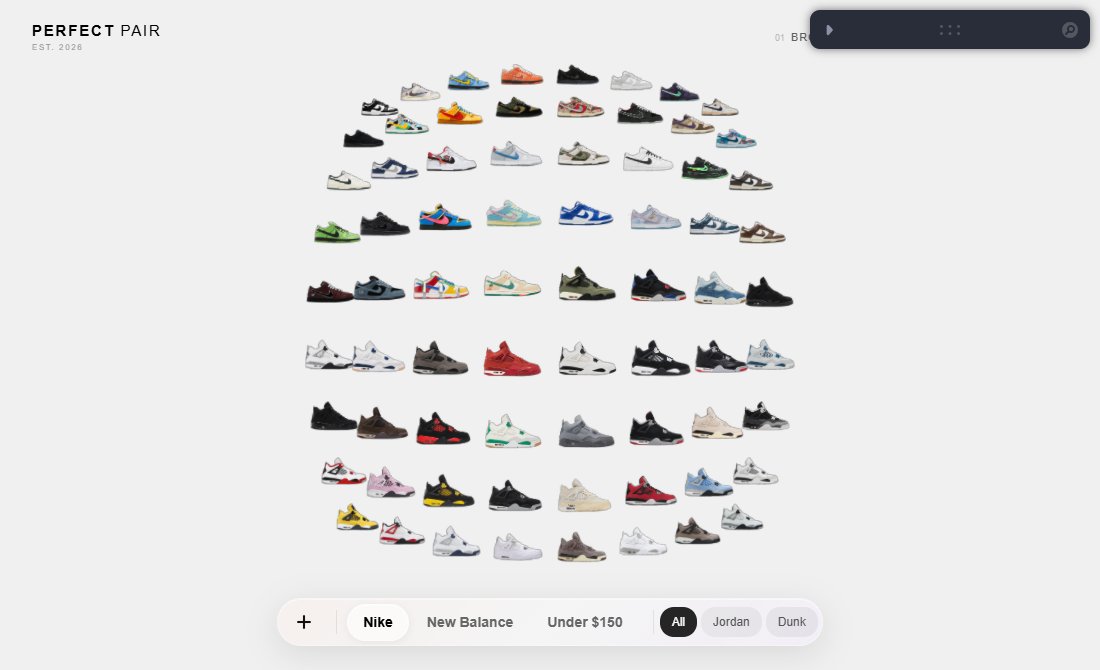 PERFECT PAIR
EST. 2026
01
Nike
New Balance
Under $150
All
Jordan
Dunk